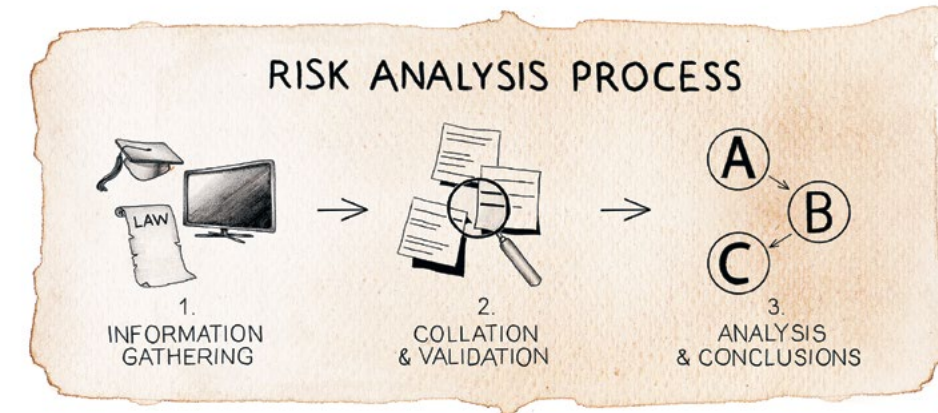 RISK ANALYSIS PROCESS
LAW
A
B
C
1.
INFORMATION
GATHERING
2.
COLLATION
& VALIDATION
3.
ANALYSIS
& CONCLUSIONS